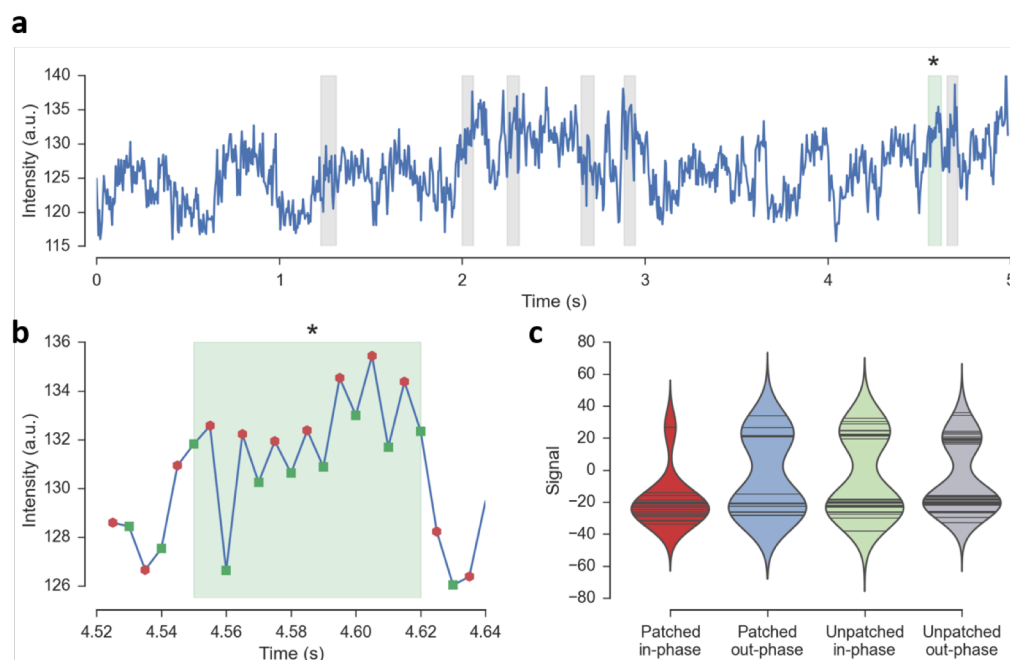 a
*
140
135
130
125
120
115
Intensity (a.u.)
0 1 2 3 4 5
Time (s)
b
*
136
134
132
130
128
126
Intensity (a.u.)
4.52 4.54 4.56 4.58 4.60 4.62 4.64
Time (s)
c
80
60
40
20
0
−20
−40
−60
−80
Signal
Patched in-phase
Patched out-phase
Unpatched in-phase
Unpatched out-phase